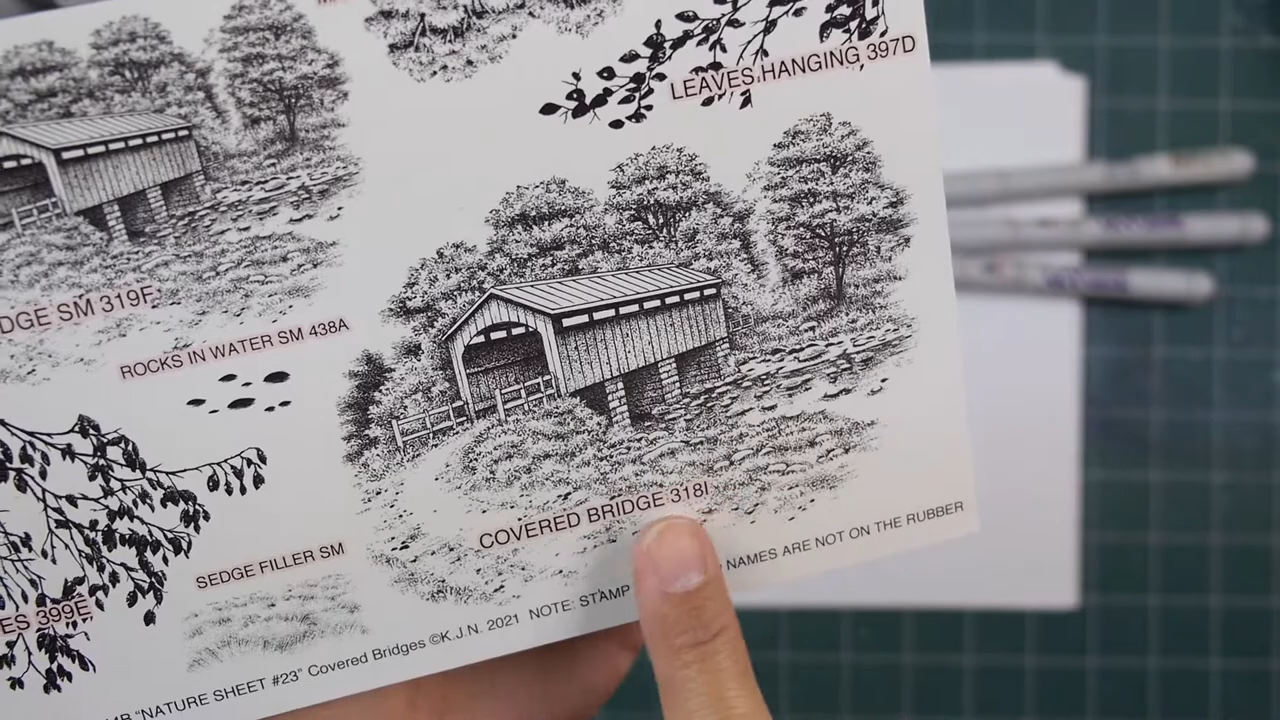 LEAVES HANGING 397D
DGE SM 319F
ROCKS IN WATER SM 438A
COVERED BRIDGE 318I
SEDGE FILLER SM
ES 399E
"NATURE SHEET #23" Covered Bridges ©K.J.N. 2021 NOTE: STAMP NAMES ARE NOT ON THE RUBBER